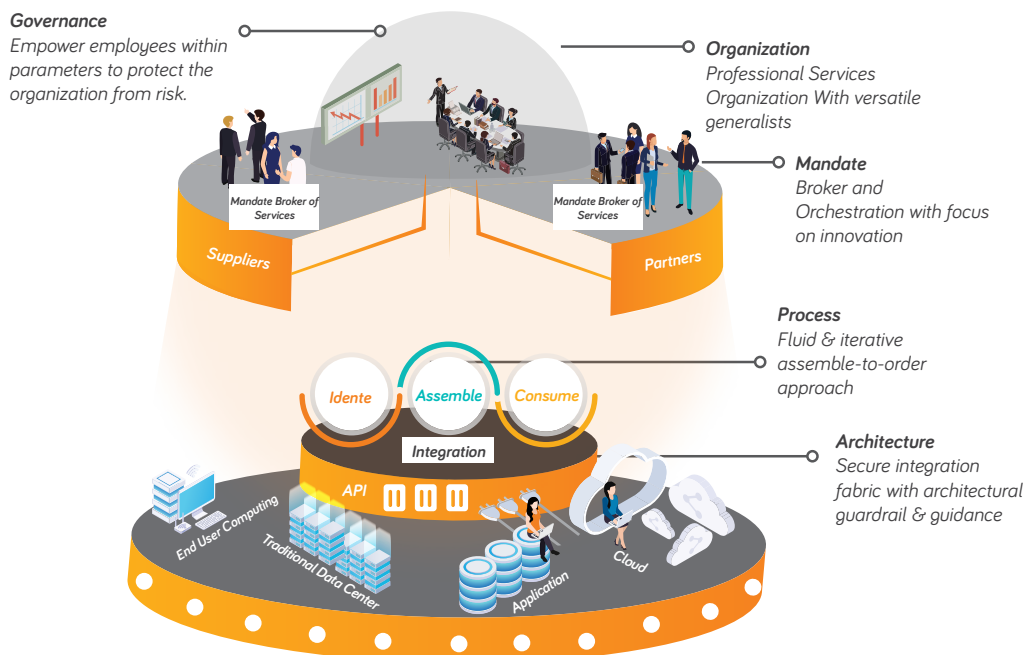 Governance
Empower employees within
parameters to protect the
organization from risk.
Organization
Professional Services
Organization With versatile
generalists
Mandate
Broker and
Orchestration with focus
on innovation
Mandate Broker of
Services
Mandate Broker of
Services
Suppliers
Partners
Process
Fluid & iterative
assemble-to-order
approach
Idente
Assemble
Consume
Integration
API
Architecture
Secure integration
fabric with architectural
guardrail & guidance
End User Computing
Traditional Data Center
Application
Cloud